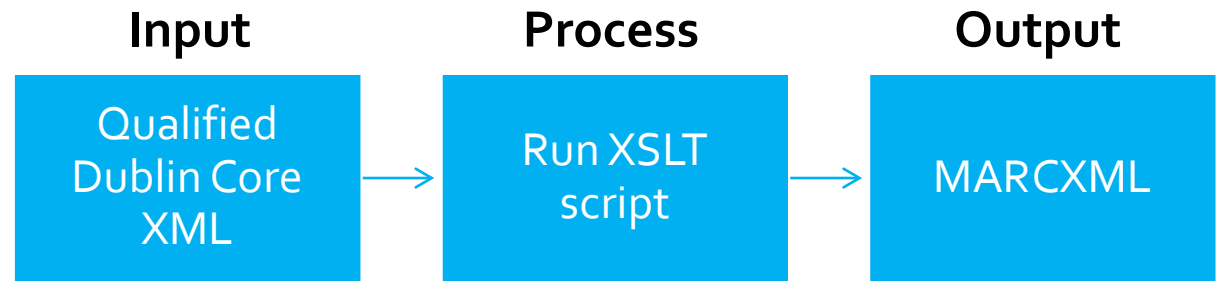 Input
Process
Output
Qualified
Dublin Core
XML
Run XSLT
script
MARCXML